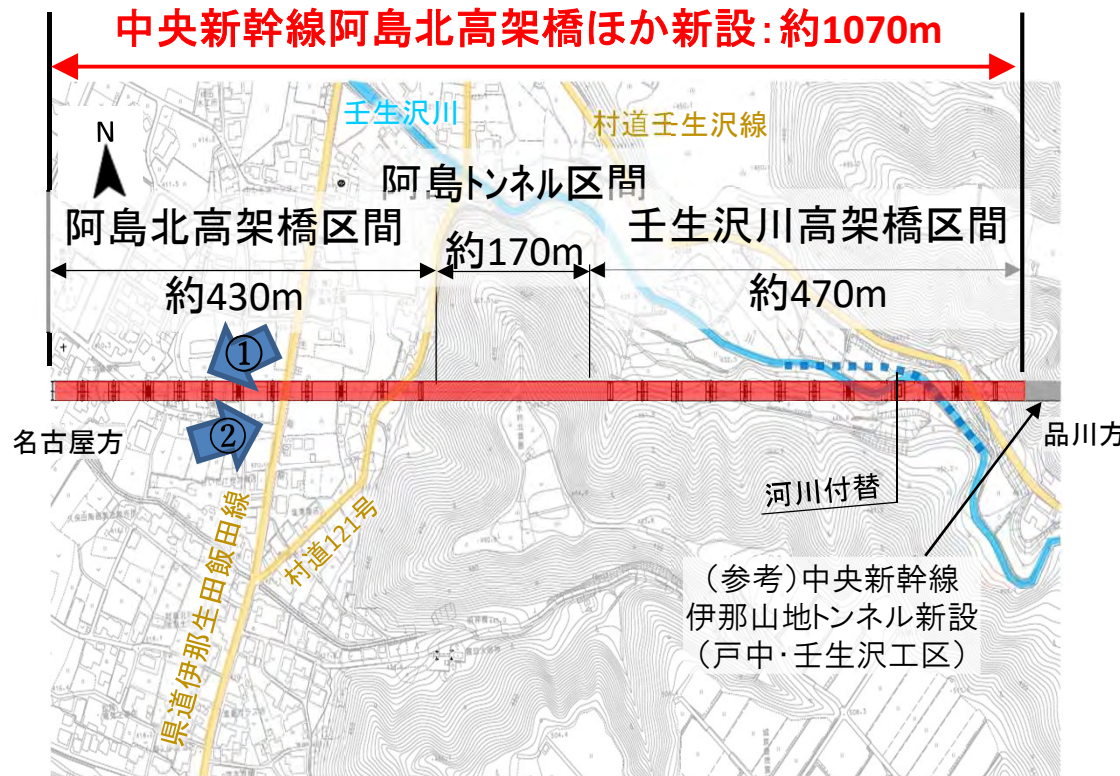 中央新幹線阿島北高架橋ほか新設：約1070m
壬生沢川
村道壬生沢線
N
阿島トンネル区間
阿島北高架橋区間
約170m
壬生沢川高架橋区間
約430m
約470m
①
②
名古屋方
品川方
河川付替
県道伊那生田飯田線
村道121号
（参考）中央新幹線
伊那山地トンネル新設
（戸中・壬生沢工区）